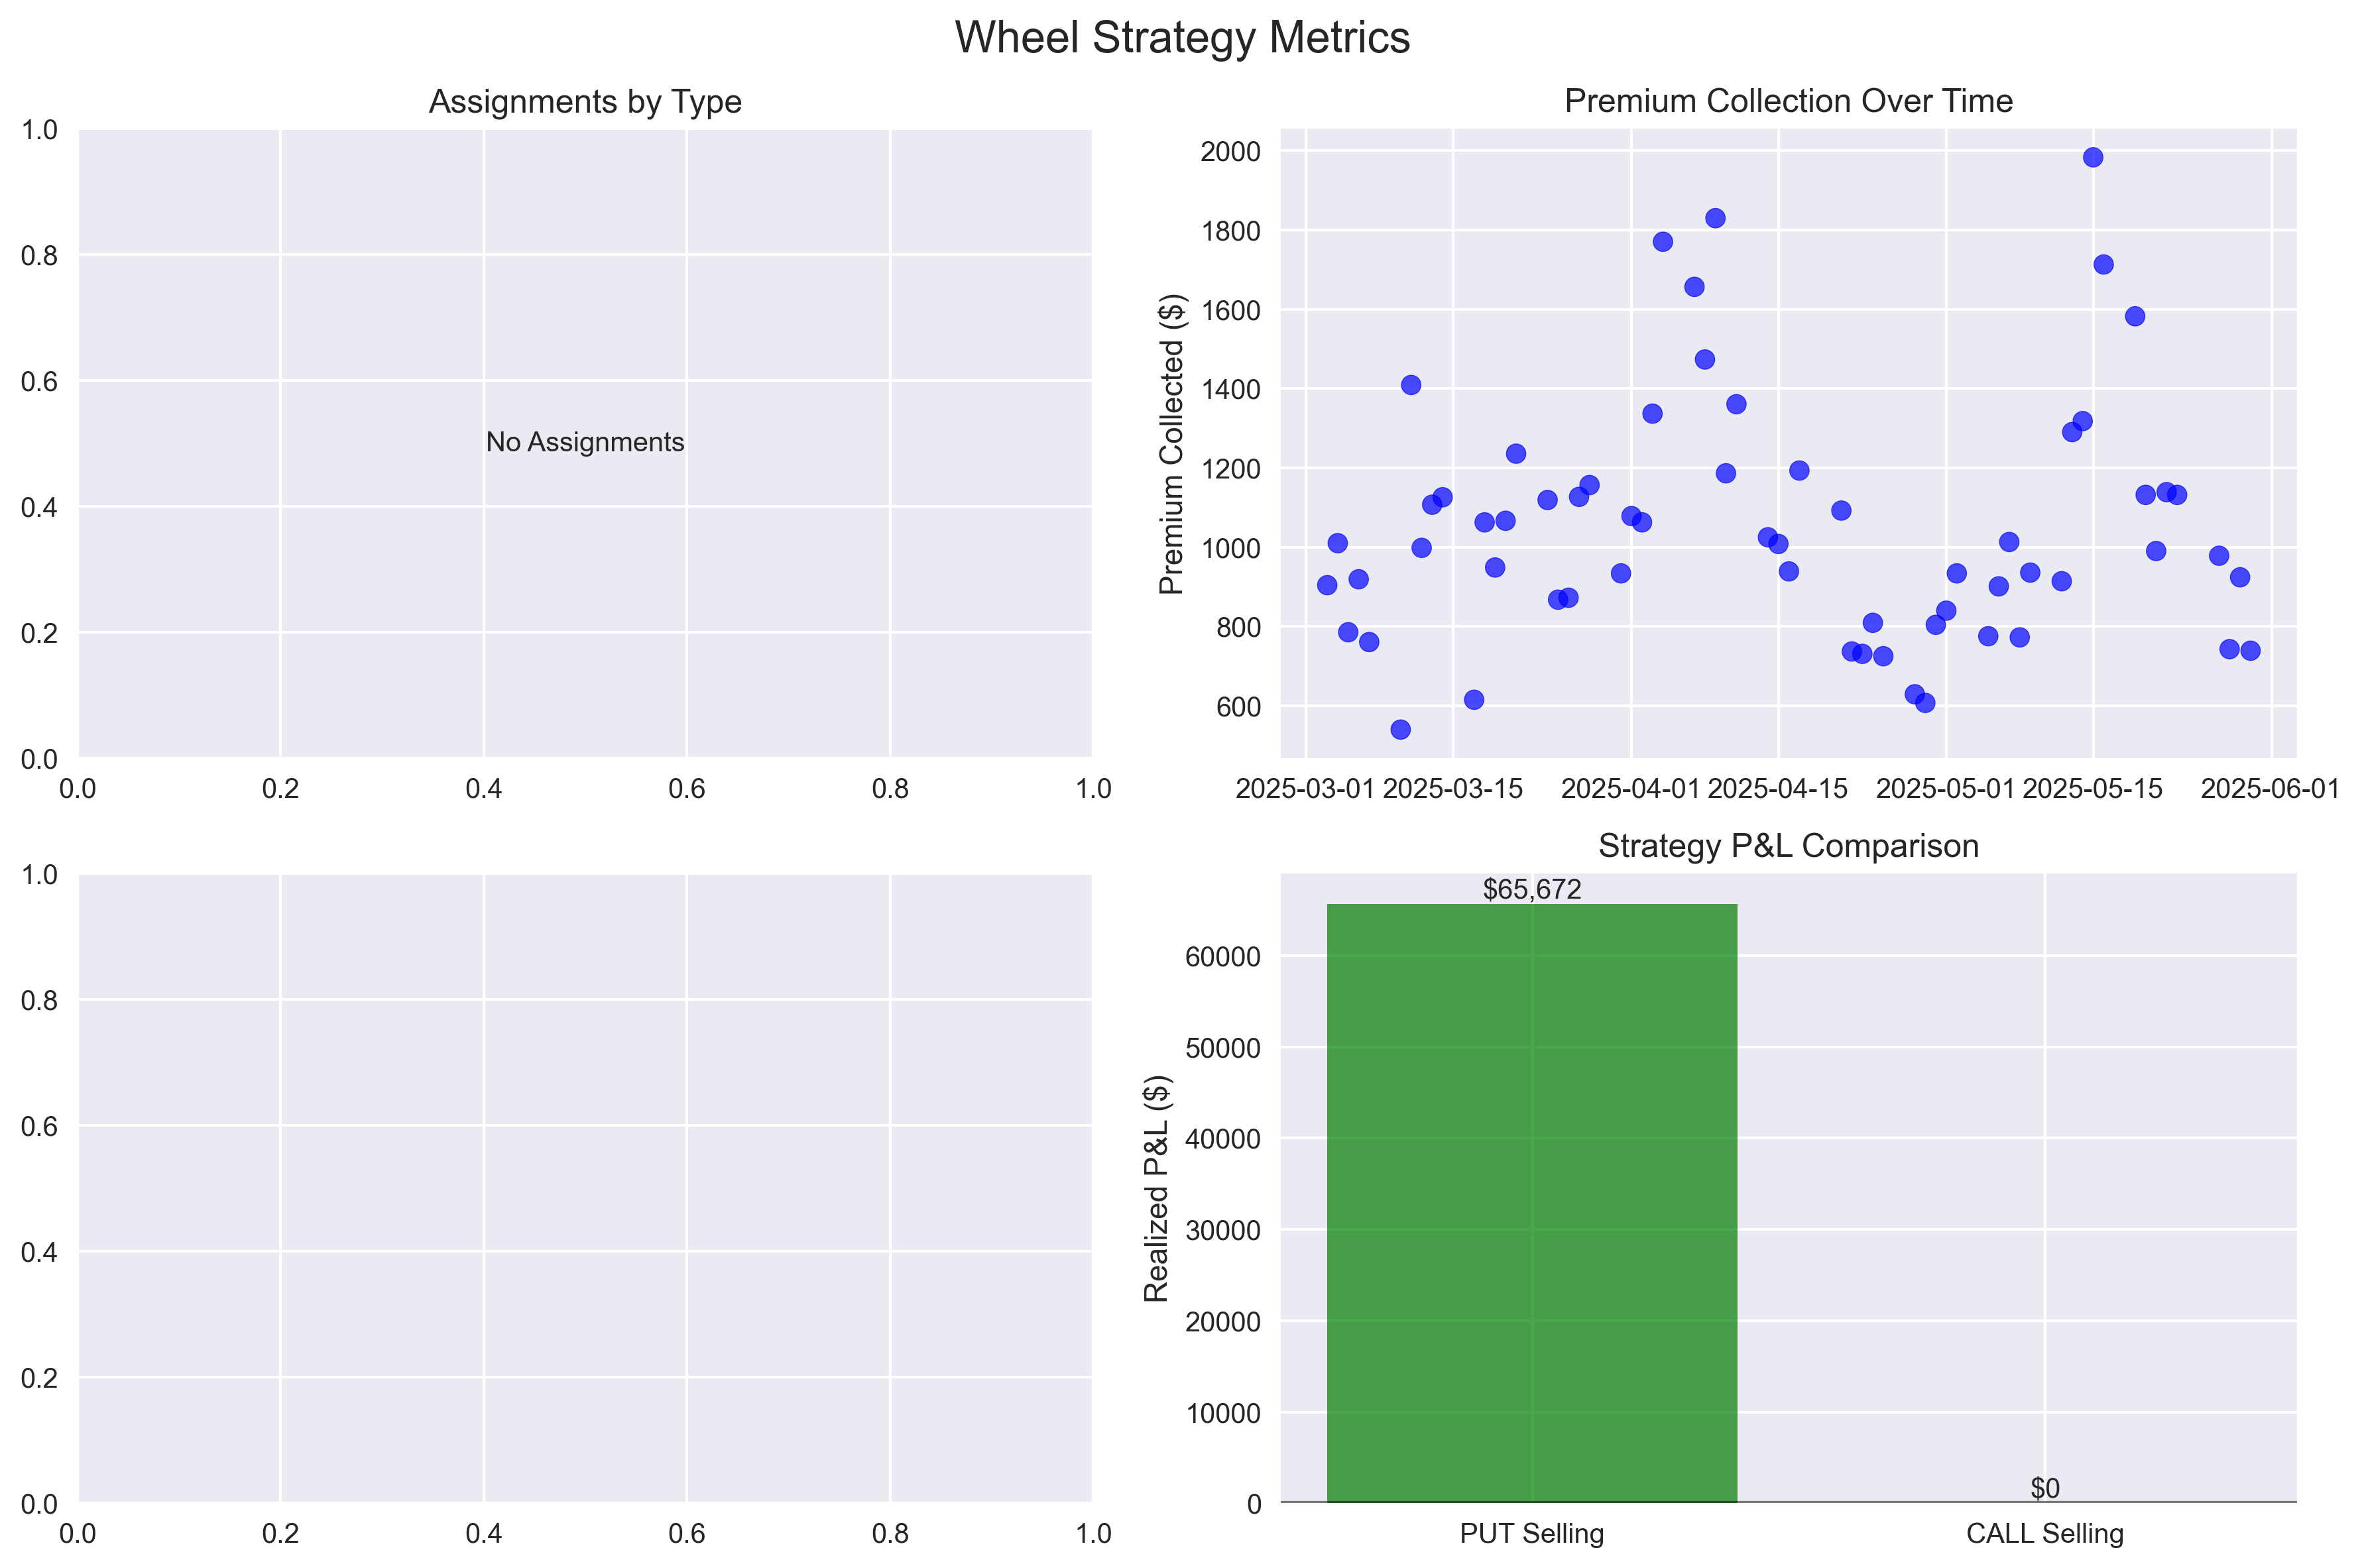 Wheel Strategy Metrics
Assignments by Type
1.0
0.8
0.6
0.4
0.2
0.0
No Assignments
0.0 0.2 0.4 0.6 0.8 1.0
Premium Collection Over Time
Premium Collected ($)
2000
1800
1600
1400
1200
1000
800
600
2025-03-01 2025-03-15 2025-04-01 2025-04-15 2025-05-01 2025-05-15 2025-06-01
1.0
0.8
0.6
0.4
0.2
0.0
0.0 0.2 0.4 0.6 0.8 1.0
Strategy P&L Comparison
Realized P&L ($)
$65,672
60000
50000
40000
30000
20000
10000
0
$0
PUT Selling CALL Selling